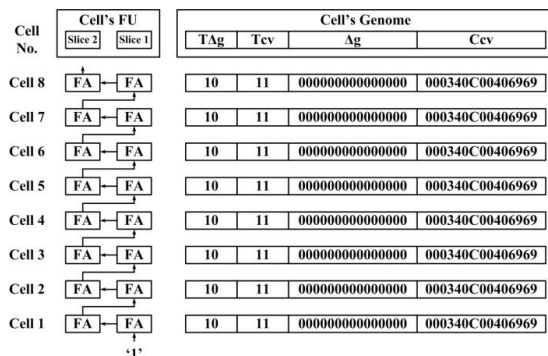 Cell No. Cell's FU Cell's Genome
Slice 2 Slice 1 TΔg Tcv Δg Ccv
Cell 8 FA FA 10 11 000000000000000 000340C00406969
Cell 7 FA FA 10 11 000000000000000 000340C00406969
Cell 6 FA FA 10 11 000000000000000 000340C00406969
Cell 5 FA FA 10 11 000000000000000 000340C00406969
Cell 4 FA FA 10 11 000000000000000 000340C00406969
Cell 3 FA FA 10 11 000000000000000 000340C00406969
Cell 2 FA FA 10 11 000000000000000 000340C00406969
Cell 1 FA FA 10 11 000000000000000 000340C00406969
'1'